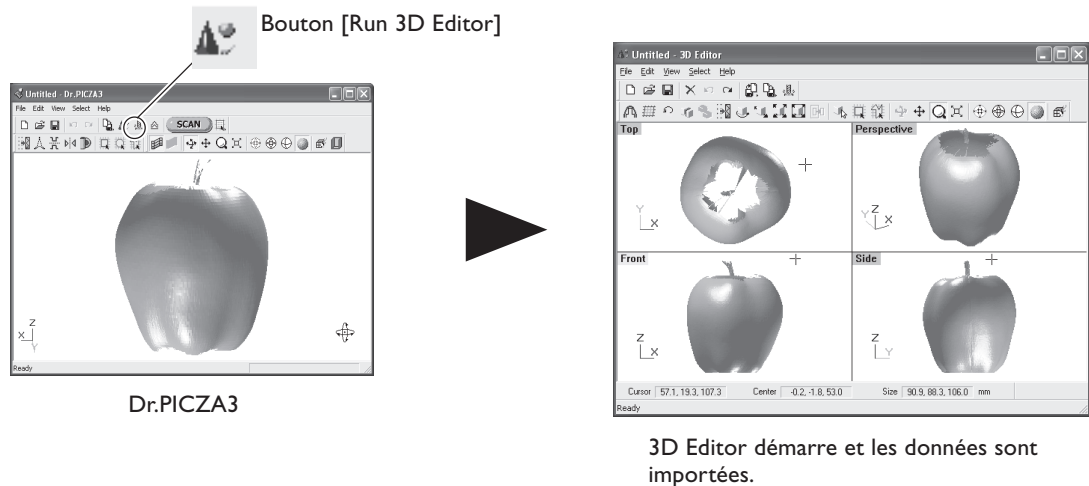 Bouton [Run 3D Editor]
Untitled - Dr.PICZA3
File Edit View Select Help
SCAN
Z
X
Y
Ready
Dr.PICZA3
Untitled - 3D Editor
File Edit View Select Help
Top
Perspective
Y
X
Z
Y X
Front
Side
Z
X
Z
Y
Cursor 57.1, 19.3, 107.3 Center -0.2, -1.8, 53.0 Size 90.9, 88.3, 106.0 mm
Ready
3D Editor démarre et les données sont
importées.